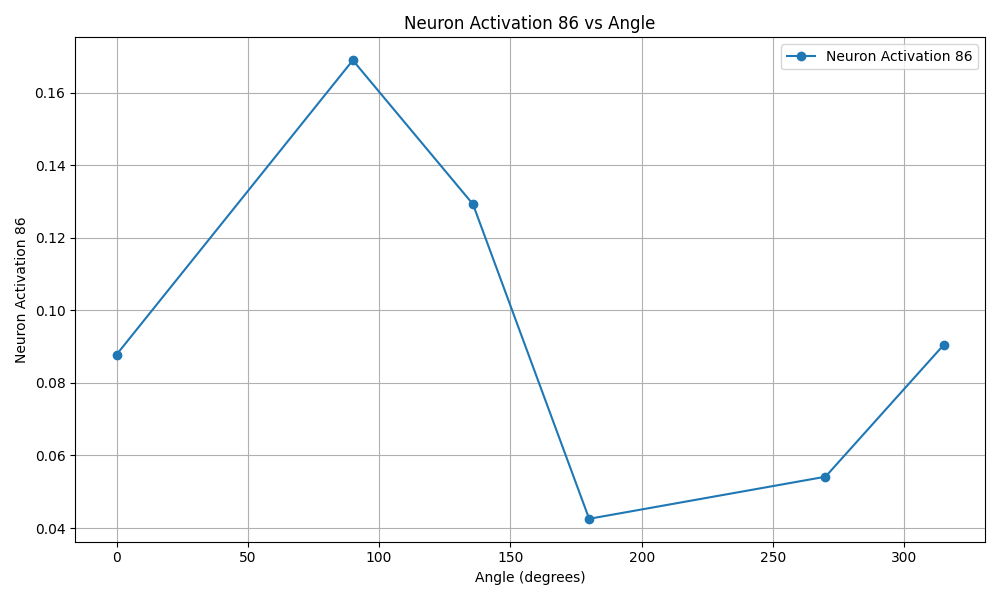 Neuron Activation 86 vs Angle
Neuron Activation 86
0.16
0.14
0.12
0.10
0.08
0.06
0.04
Neuron Activation 86
0 50 100 150 200 250 300
Angle (degrees)